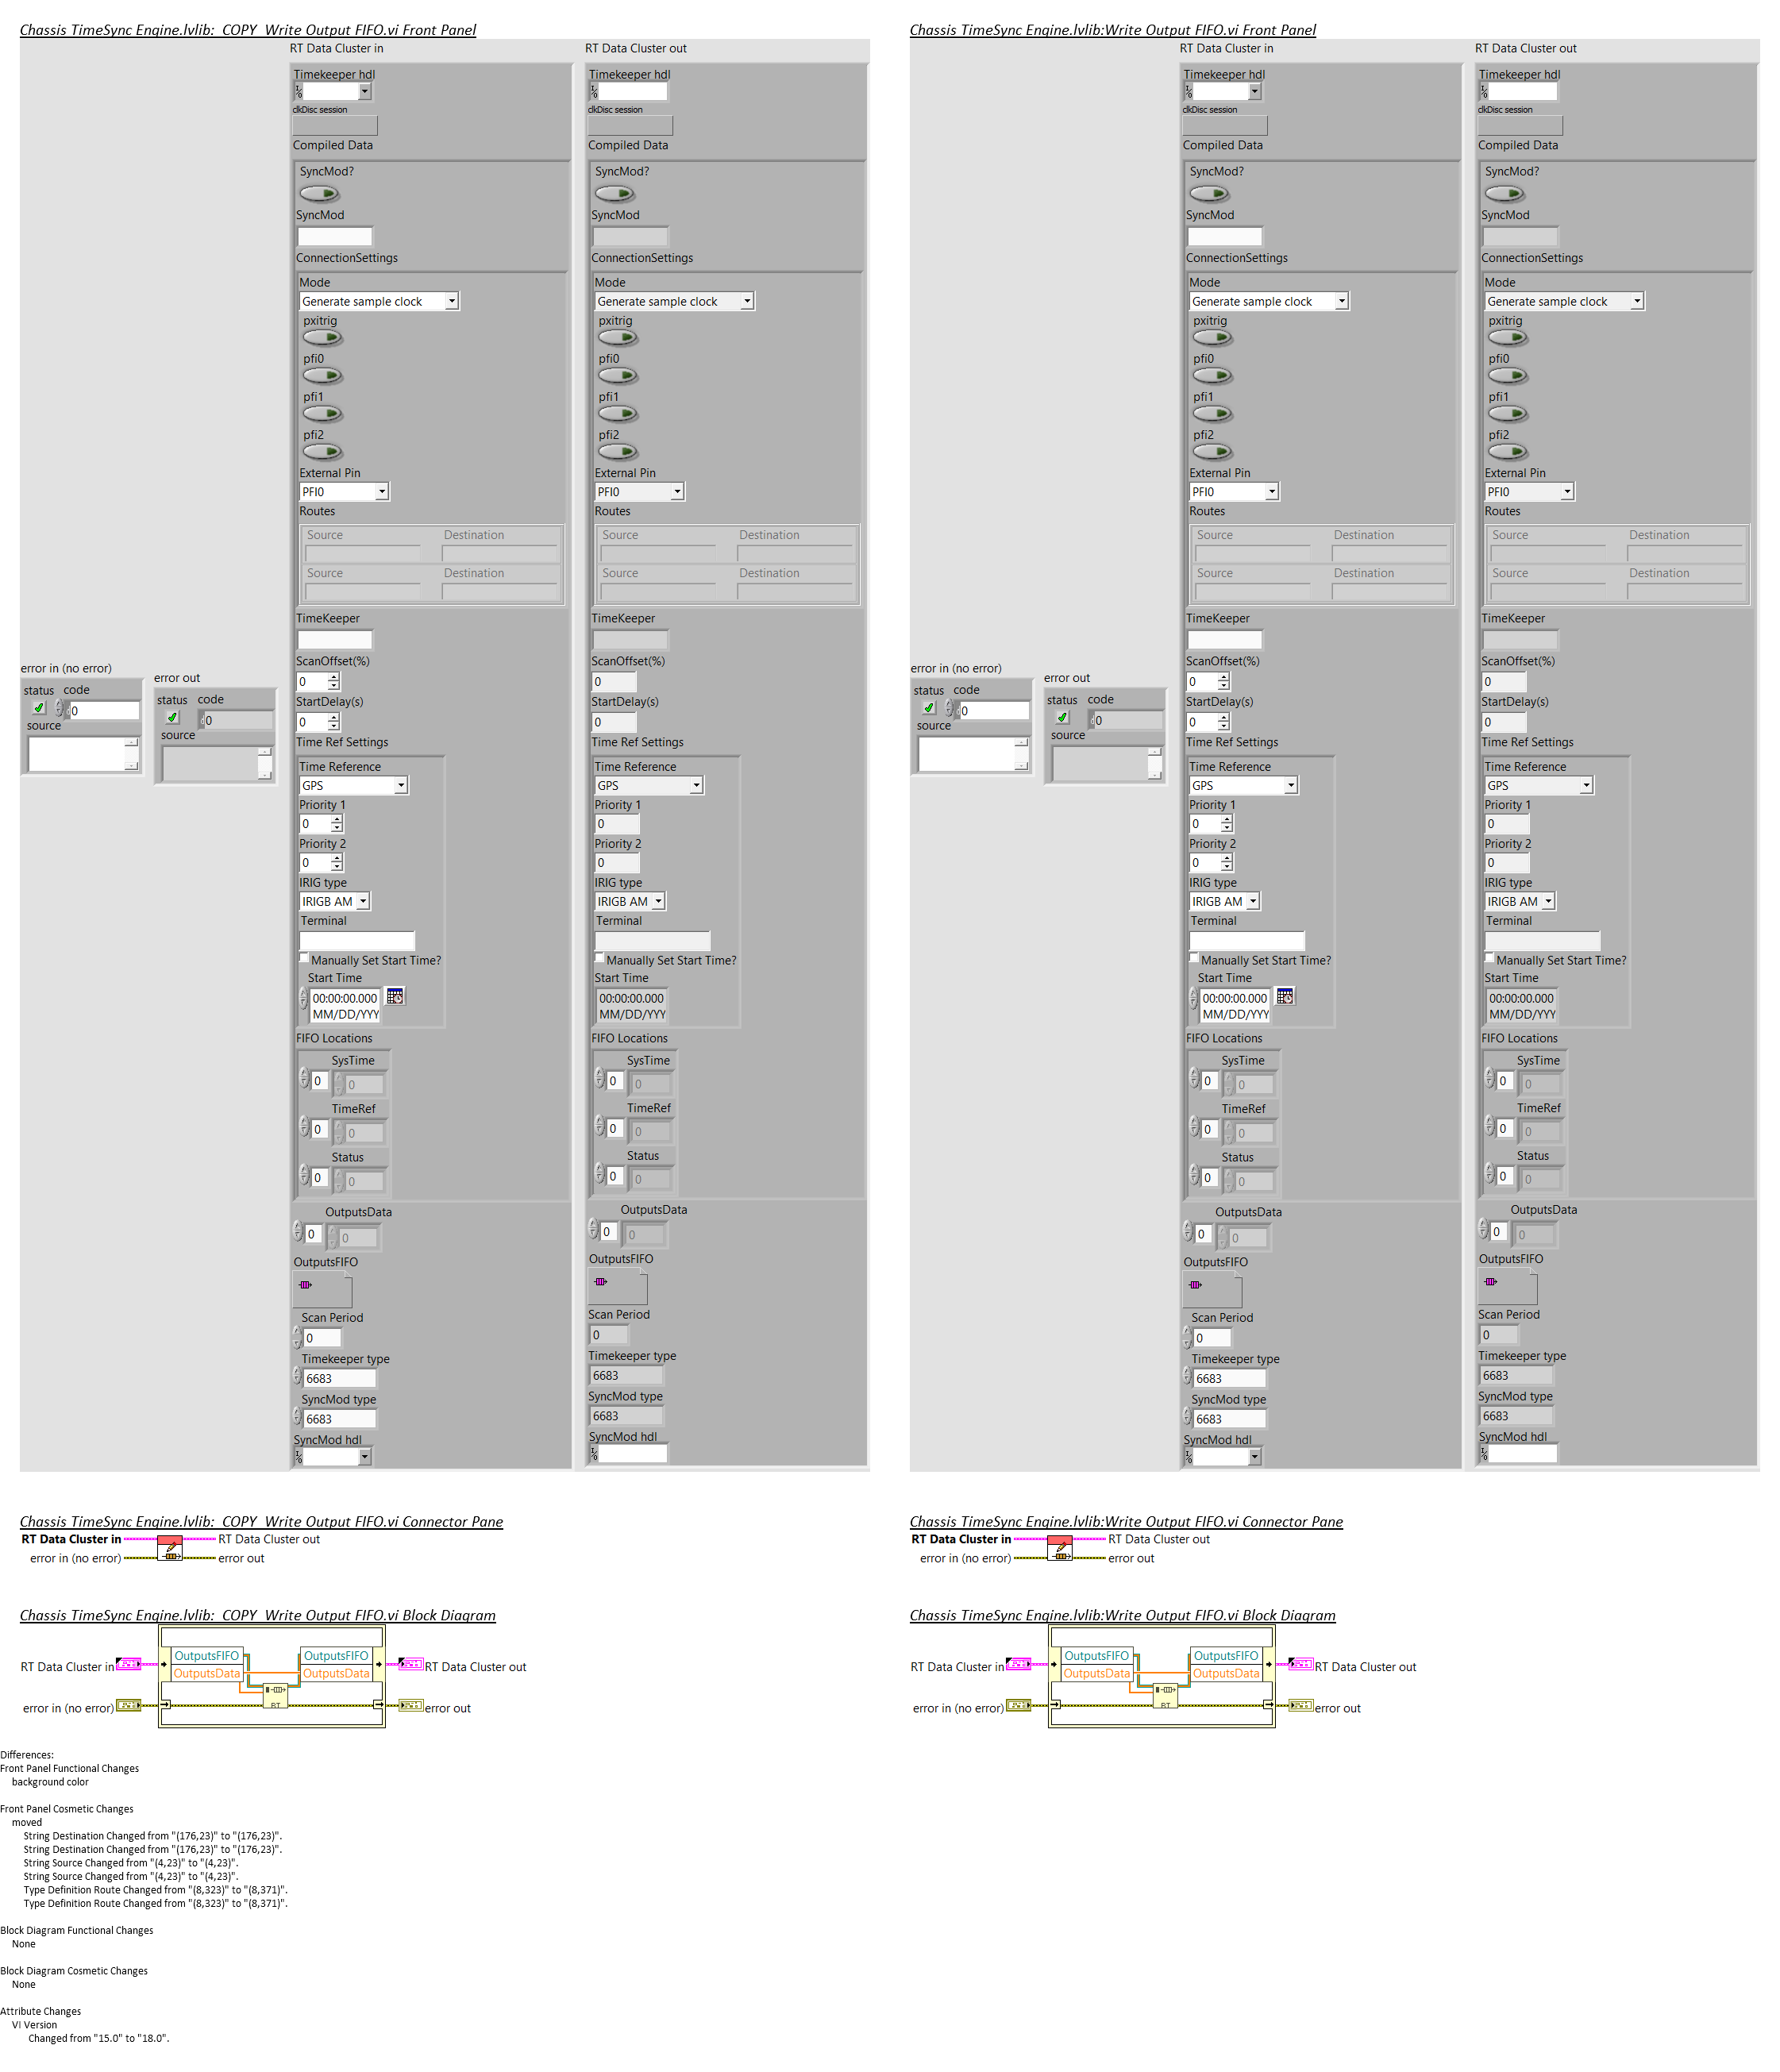 Chassis TimeSync Engine.lvlib:_COPY_Write Output FIFO.vi Front Panel
RT Data Cluster in
RT Data Cluster out
Timekeeper hdl
Timekeeper hdl
clkDisc session
clkDisc session
Compiled Data
Compiled Data
SyncMod?
SyncMod?
SyncMod
SyncMod
ConnectionSettings
ConnectionSettings
Mode
Mode
Generate sample clock
Generate sample clock
pxitrig
pxitrig
pfi0
pfi0
pfi1
pfi1
pfi2
pfi2
External Pin
External Pin
PFI0
PFI0
Routes
Routes
Source Destination
Source Destination
Source Destination
Source Destination
TimeKeeper
TimeKeeper
ScanOffset(%)
ScanOffset(%)
0
0
StartDelay(s)
StartDelay(s)
0
0
error in (no error)
status code
0
source
error out
status code
0
source
Time Ref Settings
Time Ref Settings
Time Reference
Time Reference
GPS
GPS
Priority 1
Priority 1
0
0
Priority 2
Priority 2
0
0
IRIG type
IRIG type
IRIGB AM
IRIGB AM
Terminal
Terminal
Manually Set Start Time?
Manually Set Start Time?
Start Time
Start Time
00:00:00.000
00:00:00.000
MM/DD/YYY
MM/DD/YYY
FIFO Locations
FIFO Locations
SysTime
SysTime
0 0
0 0
TimeRef
TimeRef
0 0
0 0
Status
Status
0 0
0 0
OutputsData
OutputsData
0 0
0 0
OutputsFIFO
OutputsFIFO
Scan Period
Scan Period
0
0
Timekeeper type
Timekeeper type
6683
6683
SyncMod type
SyncMod type
6683
6683
SyncMod hdl
SyncMod hdl
Chassis TimeSync Engine.lvlib:Write Output FIFO.vi Front Panel
RT Data Cluster in
RT Data Cluster out
Timekeeper hdl
Timekeeper hdl
clkDisc session
clkDisc session
Compiled Data
Compiled Data
SyncMod?
SyncMod?
SyncMod
SyncMod
ConnectionSettings
ConnectionSettings
Mode
Mode
Generate sample clock
Generate sample clock
pxitrig
pxitrig
pfi0
pfi0
pfi1
pfi1
pfi2
pfi2
External Pin
External Pin
PFI0
PFI0
Routes
Routes
Source Destination
Source Destination
Source Destination
Source Destination
TimeKeeper
TimeKeeper
ScanOffset(%)
ScanOffset(%)
0
0
StartDelay(s)
StartDelay(s)
0
0
error in (no error)
status code
0
source
error out
status code
0
source
Time Ref Settings
Time Ref Settings
Time Reference
Time Reference
GPS
GPS
Priority 1
Priority 1
0
0
Priority 2
Priority 2
0
0
IRIG type
IRIG type
IRIGB AM
IRIGB AM
Terminal
Terminal
Manually Set Start Time?
Manually Set Start Time?
Start Time
Start Time
00:00:00.000
00:00:00.000
MM/DD/YYY
MM/DD/YYY
FIFO Locations
FIFO Locations
SysTime
SysTime
0 0
0 0
TimeRef
TimeRef
0 0
0 0
Status
Status
0 0
0 0
OutputsData
OutputsData
0 0
0 0
OutputsFIFO
OutputsFIFO
Scan Period
Scan Period
0
0
Timekeeper type
Timekeeper type
6683
6683
SyncMod type
SyncMod type
6683
6683
SyncMod hdl
SyncMod hdl
Chassis TimeSync Engine.lvlib:_COPY_Write Output FIFO.vi Connector Pane
RT Data Cluster in RT Data Cluster out
error in (no error) error out
Chassis TimeSync Engine.lvlib:Write Output FIFO.vi Connector Pane
RT Data Cluster in RT Data Cluster out
error in (no error) error out
Chassis TimeSync Engine.lvlib:_COPY_Write Output FIFO.vi Block Diagram
OutputsFIFO OutputsFIFO
RT Data Cluster in RT Data Cluster out
OutputsData OutputsData
RT
error in (no error) error out
Chassis TimeSync Engine.lvlib:Write Output FIFO.vi Block Diagram
OutputsFIFO OutputsFIFO
RT Data Cluster in RT Data Cluster out
OutputsData OutputsData
RT
error in (no error) error out
Differences:
Front Panel Functional Changes
background color
Front Panel Cosmetic Changes
moved
String Destination Changed from "(176,23)" to "(176,23)".
String Destination Changed from "(176,23)" to "(176,23)".
String Source Changed from "(4,23)" to "(4,23)".
String Source Changed from "(4,23)" to "(4,23)".
Type Definition Route Changed from "(8,323)" to "(8,371)".
Type Definition Route Changed from "(8,323)" to "(8,371)".
Block Diagram Functional Changes
None
Block Diagram Cosmetic Changes
None
Attribute Changes
VI Version
Changed from "15.0" to "18.0".